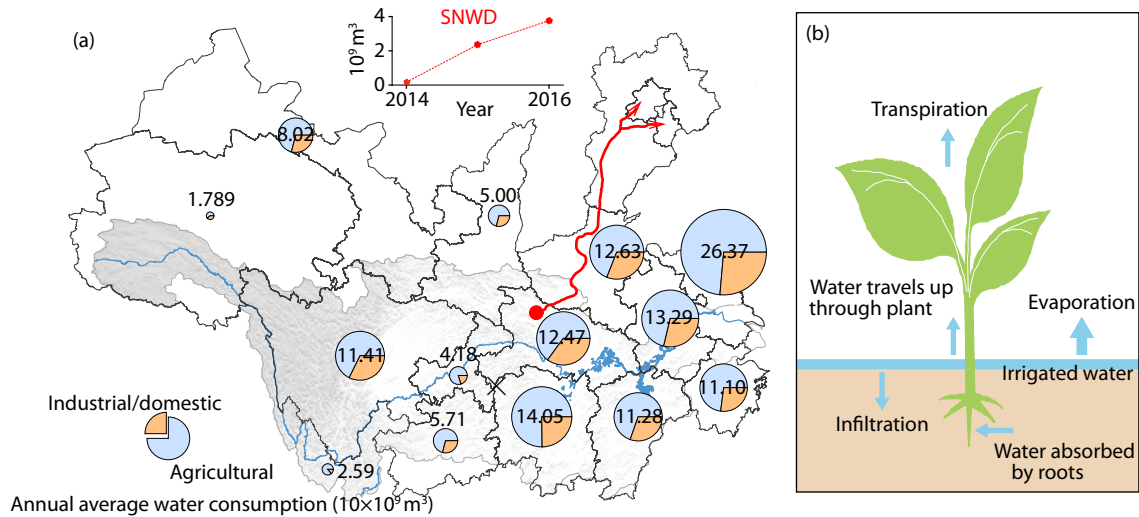 (a)
SNWD
10⁹ m³
4
2
0
2014
2016
Year
8.02
1.789
5.00
12.63
26.37
13.29
12.47
11.41
4.18
11.10
14.05
11.28
5.71
2.59
Industrial/domestic
Agricultural
Annual average water consumption (10×10⁹ m³)
(b)
Transpiration
Water travels up
through plant
Evaporation
Irrigated water
Infiltration
Water absorbed
by roots